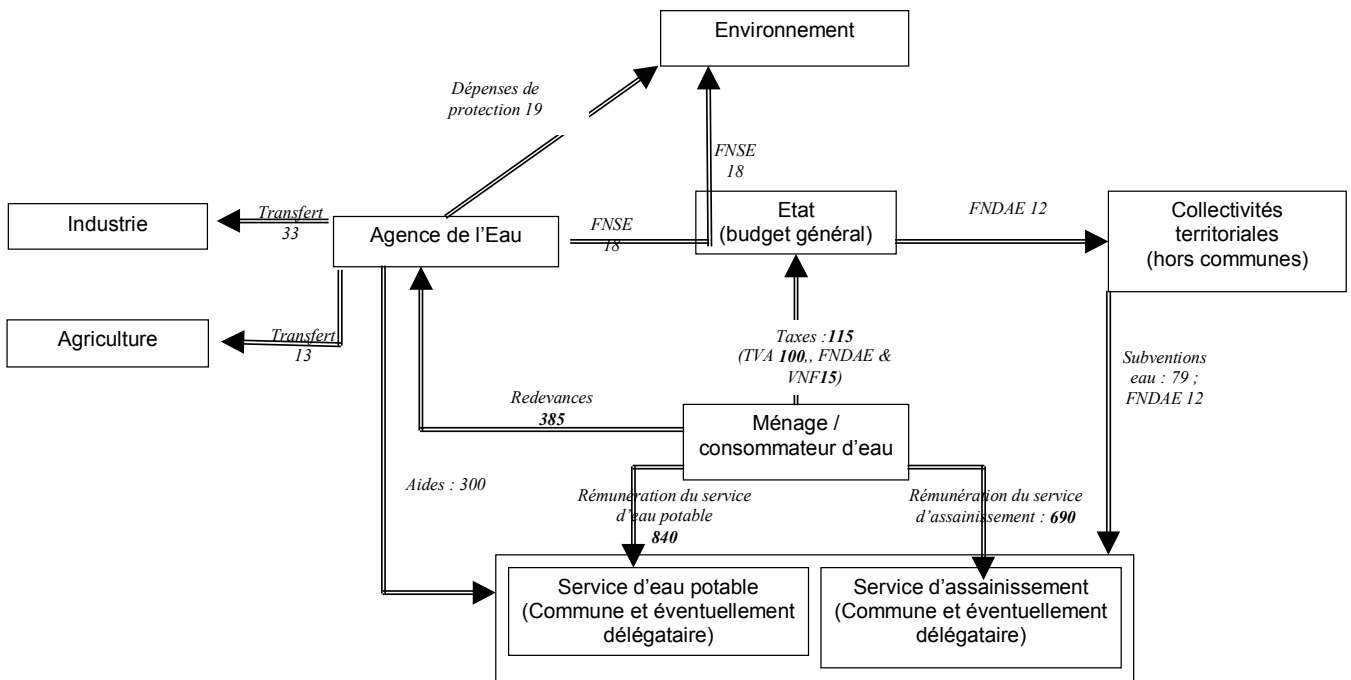 Environnement
Dépenses de
protection 19
FNSE
18
Industrie
Transfert
33
Agence de l'Eau
FNSE
18
Etat
(budget général)
FNDAE 12
Collectivités
territoriales
(hors communes)
Agriculture
Transfert
13
Taxes :115
(TVA 100,, FNDAE &
VNF15)
Subventions
eau : 79 ;
FNDAE 12
Redevances
385
Ménage /
consommateur d'eau
Aides : 300
Rémunération du service
d'eau potable
840
Rémunération du service
d'assainissement : 690
Service d'eau potable
(Commune et éventuellement
délégataire)
Service d'assainissement
(Commune et éventuellement
délégataire)